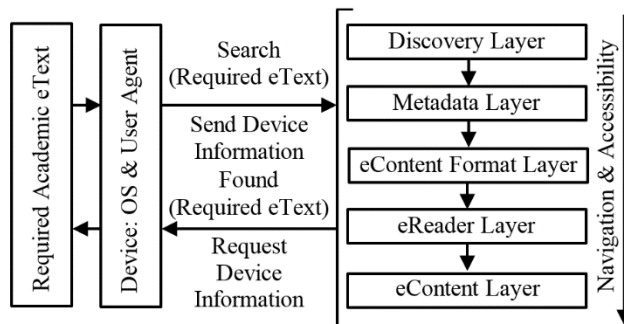 Required Academic eText
Device: OS & User Agent
Search
(Required eText)
Send Device
Information
Found
(Required eText)
Request
Device
Information
Discovery Layer
Metadata Layer
eContent Format Layer
eReader Layer
eContent Layer
Navigation & Accessibility